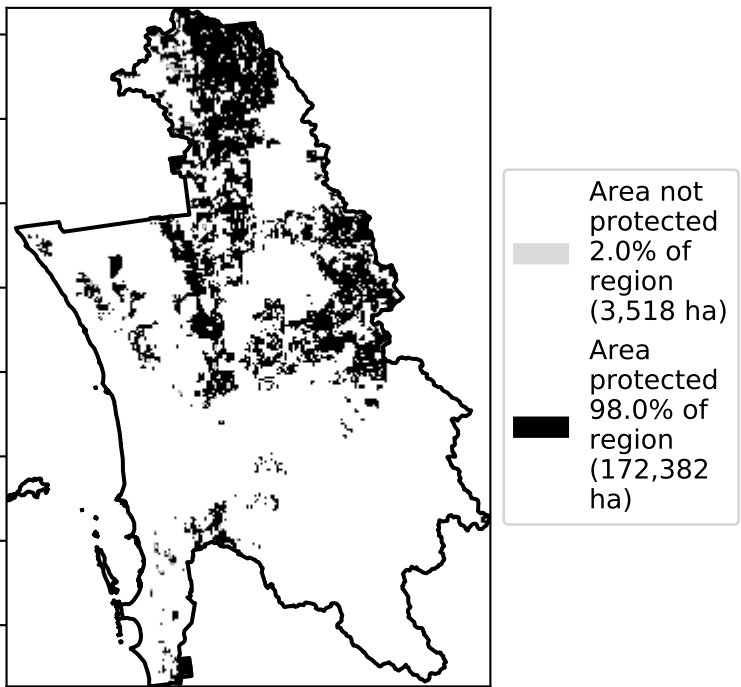 Area not
protected
2.0% of
region
(3,518 ha)
Area
protected
98.0% of
region
(172,382
ha)